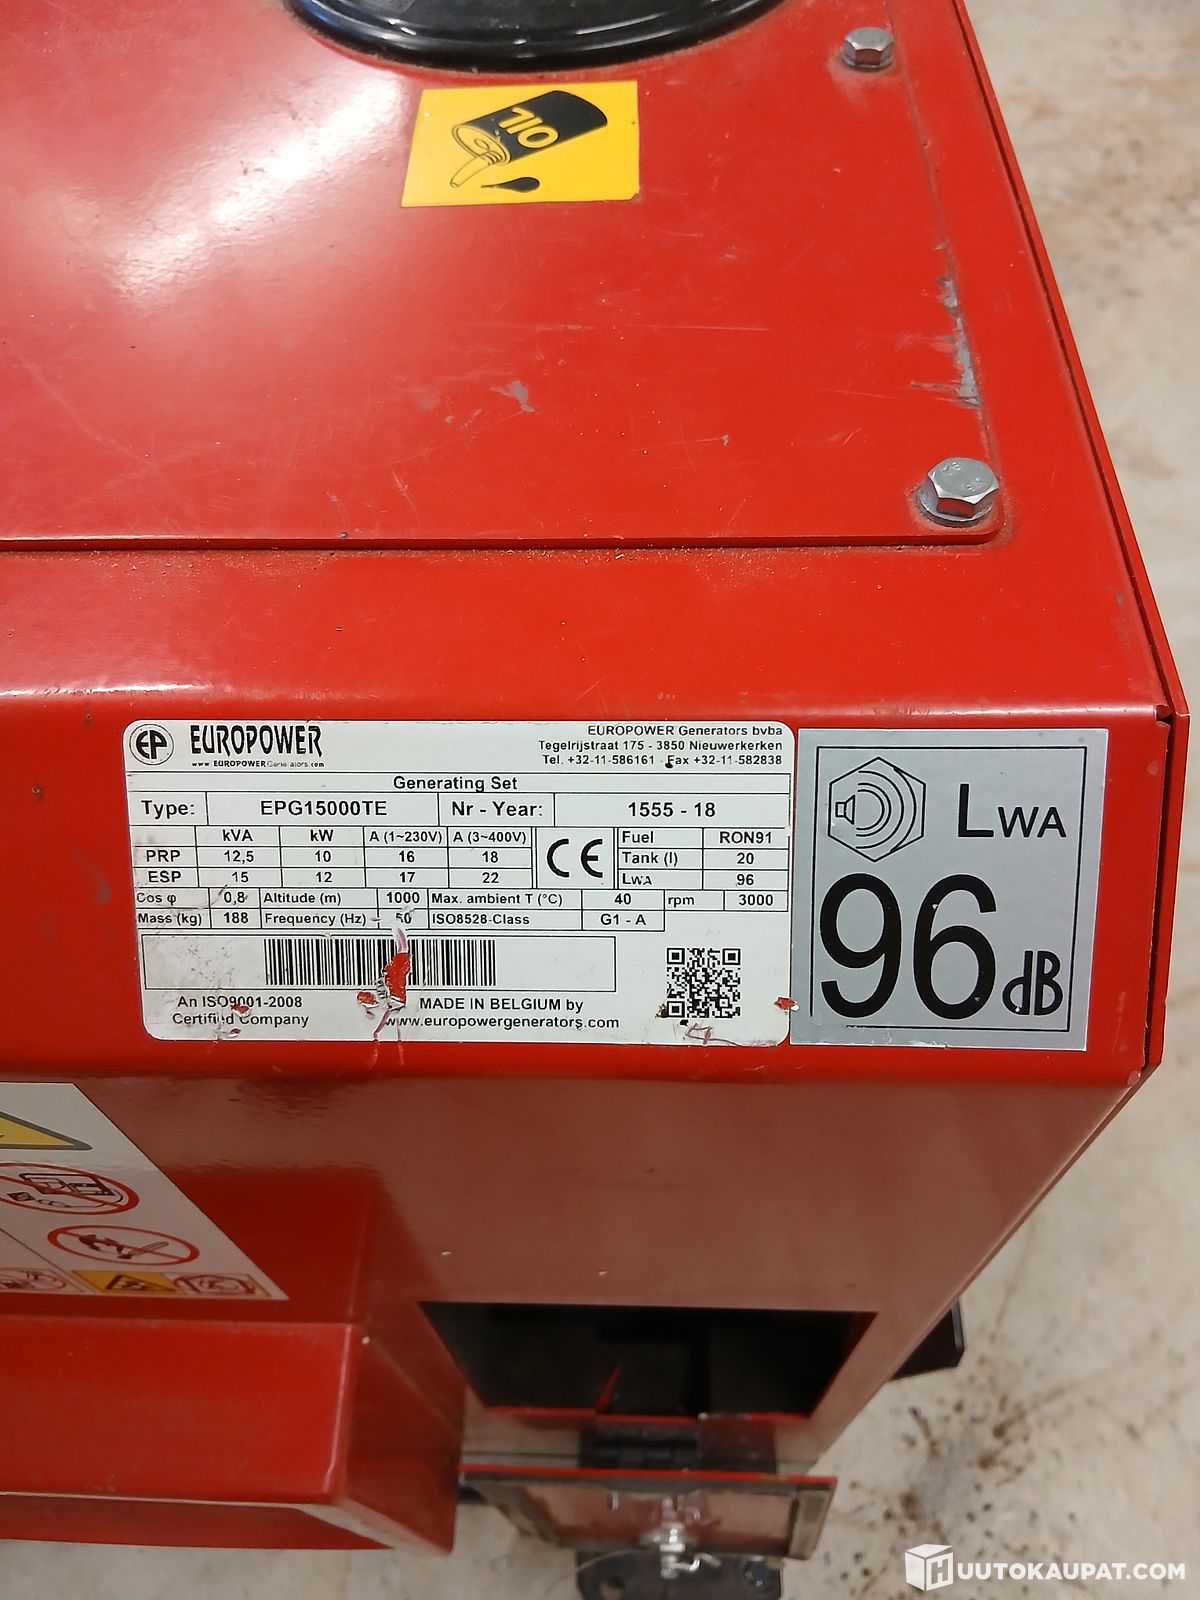 OIL
EP EUROPOWER
www.EUROPOWERGenerators.com
EUROPOWER Generators bvba
Tegelrijstraat 175 - 3850 Nieuwerkerken
Tel. +32-11-586161 - Fax +32-11-582838
Generating Set
Type: EPG15000TE Nr - Year: 1555 - 18
kVA kW A (1~230V) A (3~400V) CE Fuel RON91
PRP 12,5 10 16 18 Tank (l) 20
ESP 15 12 17 22 LWA 96
Cos φ 0,8 Altitude (m) 1000 Max. ambient T (°C) 40 rpm 3000
Mass (kg) 188 Frequency (Hz) 50 ISO8528-Class G1 - A
An ISO9001-2008
Certified Company
MADE IN BELGIUM by
www.europowergenerators.com
LWA
96 dB
HUUTOKAUPAT.COM